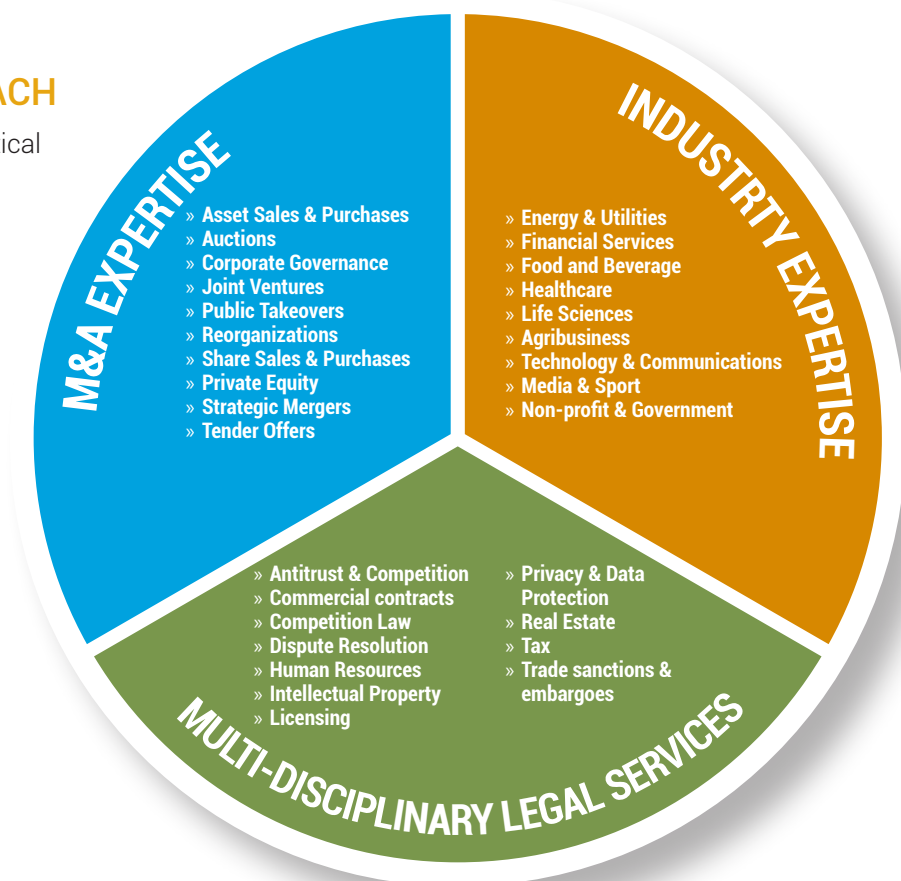 ACH
ical
M&A EXPERTISE
» Asset Sales & Purchases
» Auctions
» Corporate Governance
» Joint Ventures
» Public Takeovers
» Reorganizations
» Share Sales & Purchases
» Private Equity
» Strategic Mergers
» Tender Offers
INDUSTRTY EXPERTISE
» Energy & Utilities
» Financial Services
» Food and Beverage
» Healthcare
» Life Sciences
» Agribusiness
» Technology & Communications
» Media & Sport
» Non-profit & Government
» Antitrust & Competition
» Commercial contracts
» Competition Law
» Dispute Resolution
» Human Resources
» Intellectual Property
» Licensing
» Privacy & Data
Protection
» Real Estate
» Tax
» Trade sanctions &
embargoes
MULTI-DISCIPLINARY LEGAL SERVICES